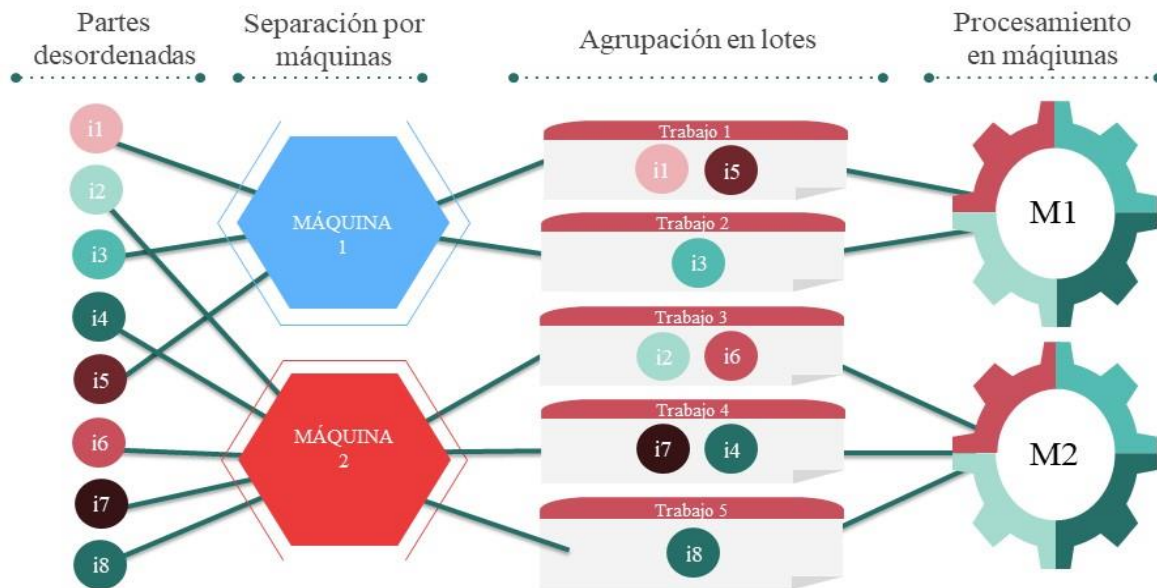 Partes
desordenadas
Separación por
máquinas
Agrupación en lotes
Procesamiento
en máqiunas
i1
i2
i3
i4
i5
i6
i7
i8
MÁQUINA
1
MÁQUINA
2
Trabajo 1
i1 i5
Trabajo 2
i3
Trabajo 3
i2 i6
Trabajo 4
i7 i4
Trabajo 5
i8
M1
M2